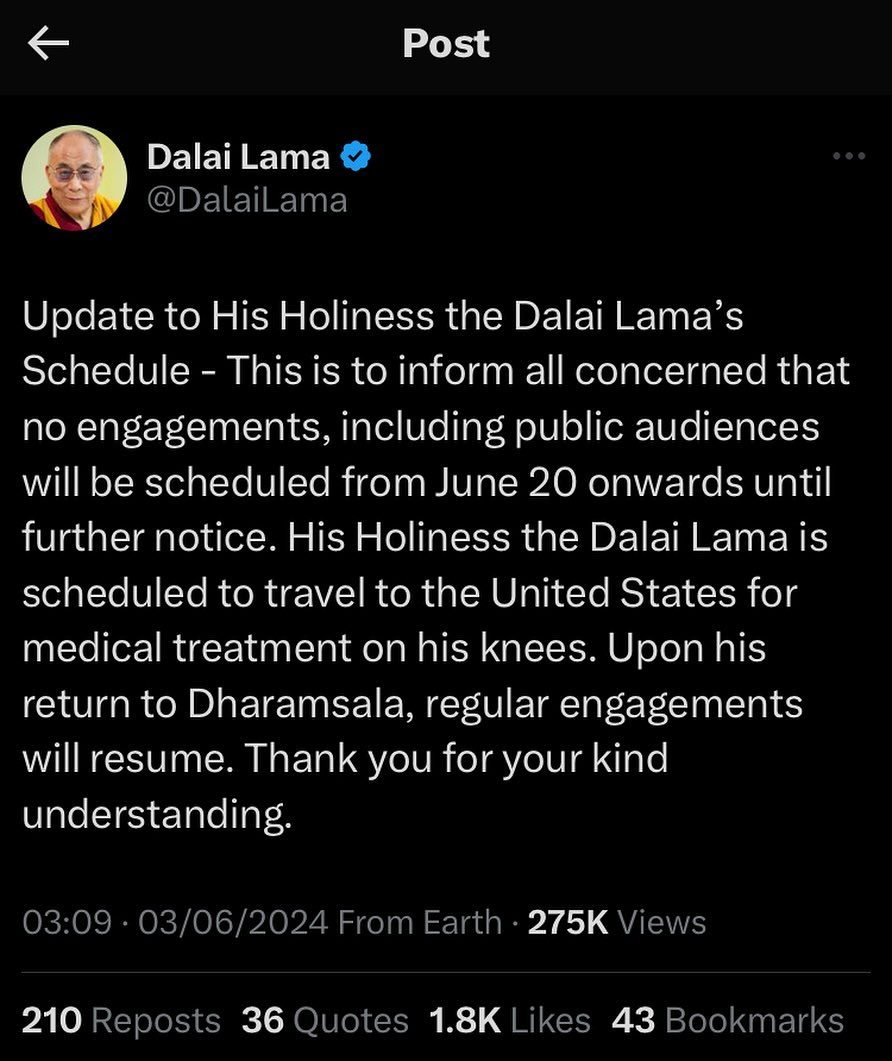 Post
Dalai Lama
@DalaiLama
Update to His Holiness the Dalai Lama’s
Schedule - This is to inform all concerned that
no engagements, including public audiences
will be scheduled from June 20 onwards until
further notice. His Holiness the Dalai Lama is
scheduled to travel to the United States for
medical treatment on his knees. Upon his
return to Dharamsala, regular engagements
will resume. Thank you for your kind
understanding.
03:09 · 03/06/2024 From Earth · 275K Views
210 Reposts 36 Quotes 1.8K Likes 43 Bookmarks